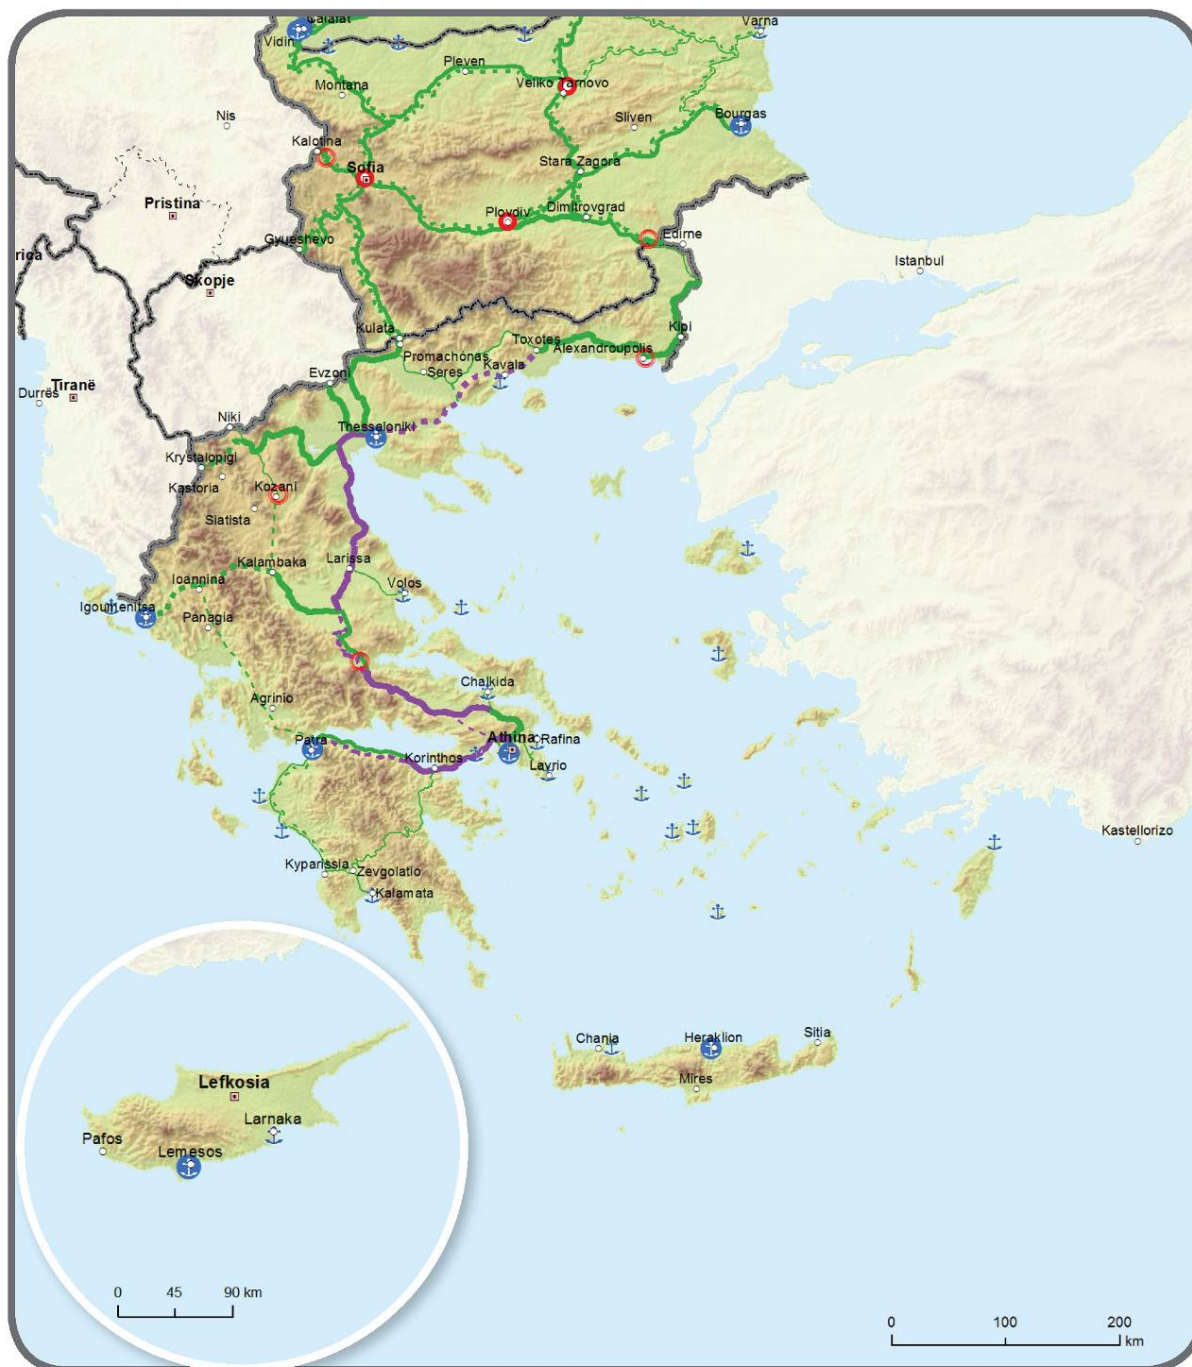 Calafat
Varna
Vidin
Pleven
Montana
Veliko Tarnovo
Nis
Sliven
Bourgas
Kalotina
Sofia
Stara Zagora
Pristina
Plovdiv
Dimitrovgrad
Gyueshevo
Edirne
rica
Istanbul
Skopje
Kulata
Kipi
Toxotes
Alexandroupolis
Promachonas
Kavala
Seres
Evzoni
Tiranë
Durrës
Niki
Thesseloniki
Krystalopigi
Kastoria
Kozani
Siatista
Kalambaka
Larissa
Ioannina
Volos
Igoumenitsa
Panagia
Chalkida
Agrinio
Patra
Athina
Rafina
Korinthos
Lavrio
Kastellorizo
Kyparissia
Zevgolatio
Kalamata
Chania
Heraklion
Sitia
Mires
Lefkosia
Larnaka
Pafos
Lemesos
0 45 90 km
0 100 200
km